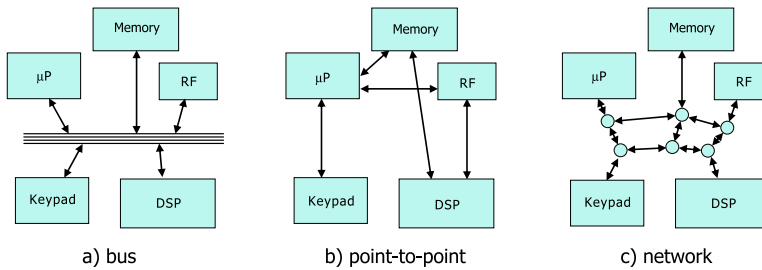 Memory
μP
RF
Keypad
DSP
a) bus
Memory
μP
RF
Keypad
DSP
b) point-to-point
Memory
μP
RF
Keypad
DSP
c) network